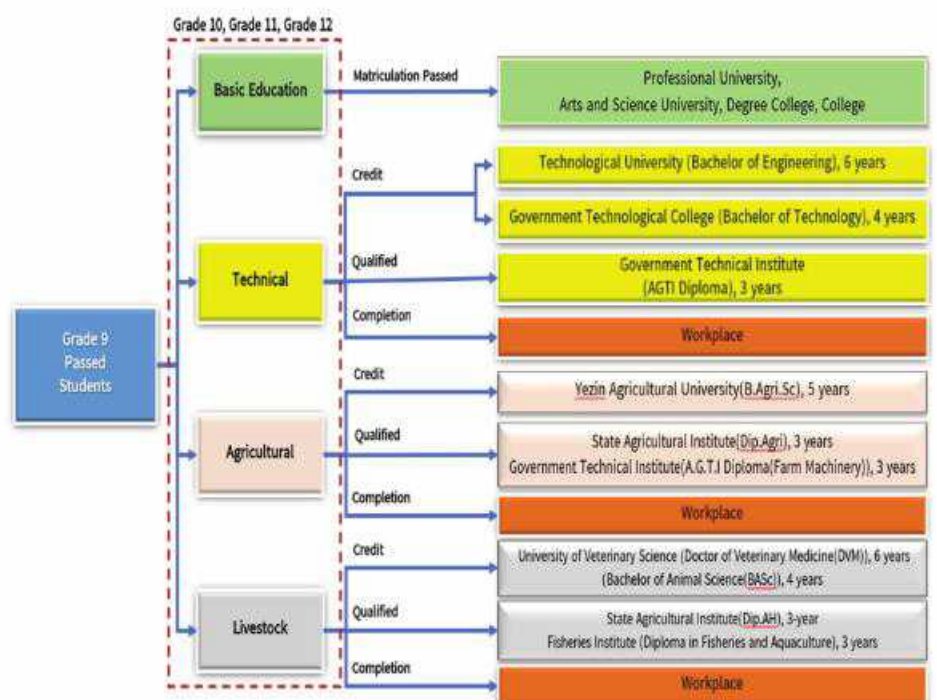 Grade 10, Grade 11, Grade 12
Grade 9
Passed
Students
Basic Education
Matriculation Passed
Professional University,
Arts and Science University, Degree College, College
Technical
Credit
Technological University (Bachelor of Engineering), 6 years
Government Technological College (Bachelor of Technology), 4 years
Qualified
Government Technical Institute
(AGTI Diploma), 3 years
Completion
Workplace
Agricultural
Credit
Yezin Agricultural University(B.Agri.Sc), 5 years
Qualified
State Agricultural Institute(Dip.Agri), 3 years
Government Technical Institute(A.G.T.I Diploma(Farm Machinery)), 3 years
Completion
Workplace
Livestock
Credit
University of Veterinary Science (Doctor of Veterinary Medicine(DVM)), 6 years
(Bachelor of Animal Science(BASc)), 4 years
Qualified
State Agricultural Institute(Dip.AH), 3-year
Fisheries Institute (Diploma in Fisheries and Aquaculture), 3 years
Completion
Workplace